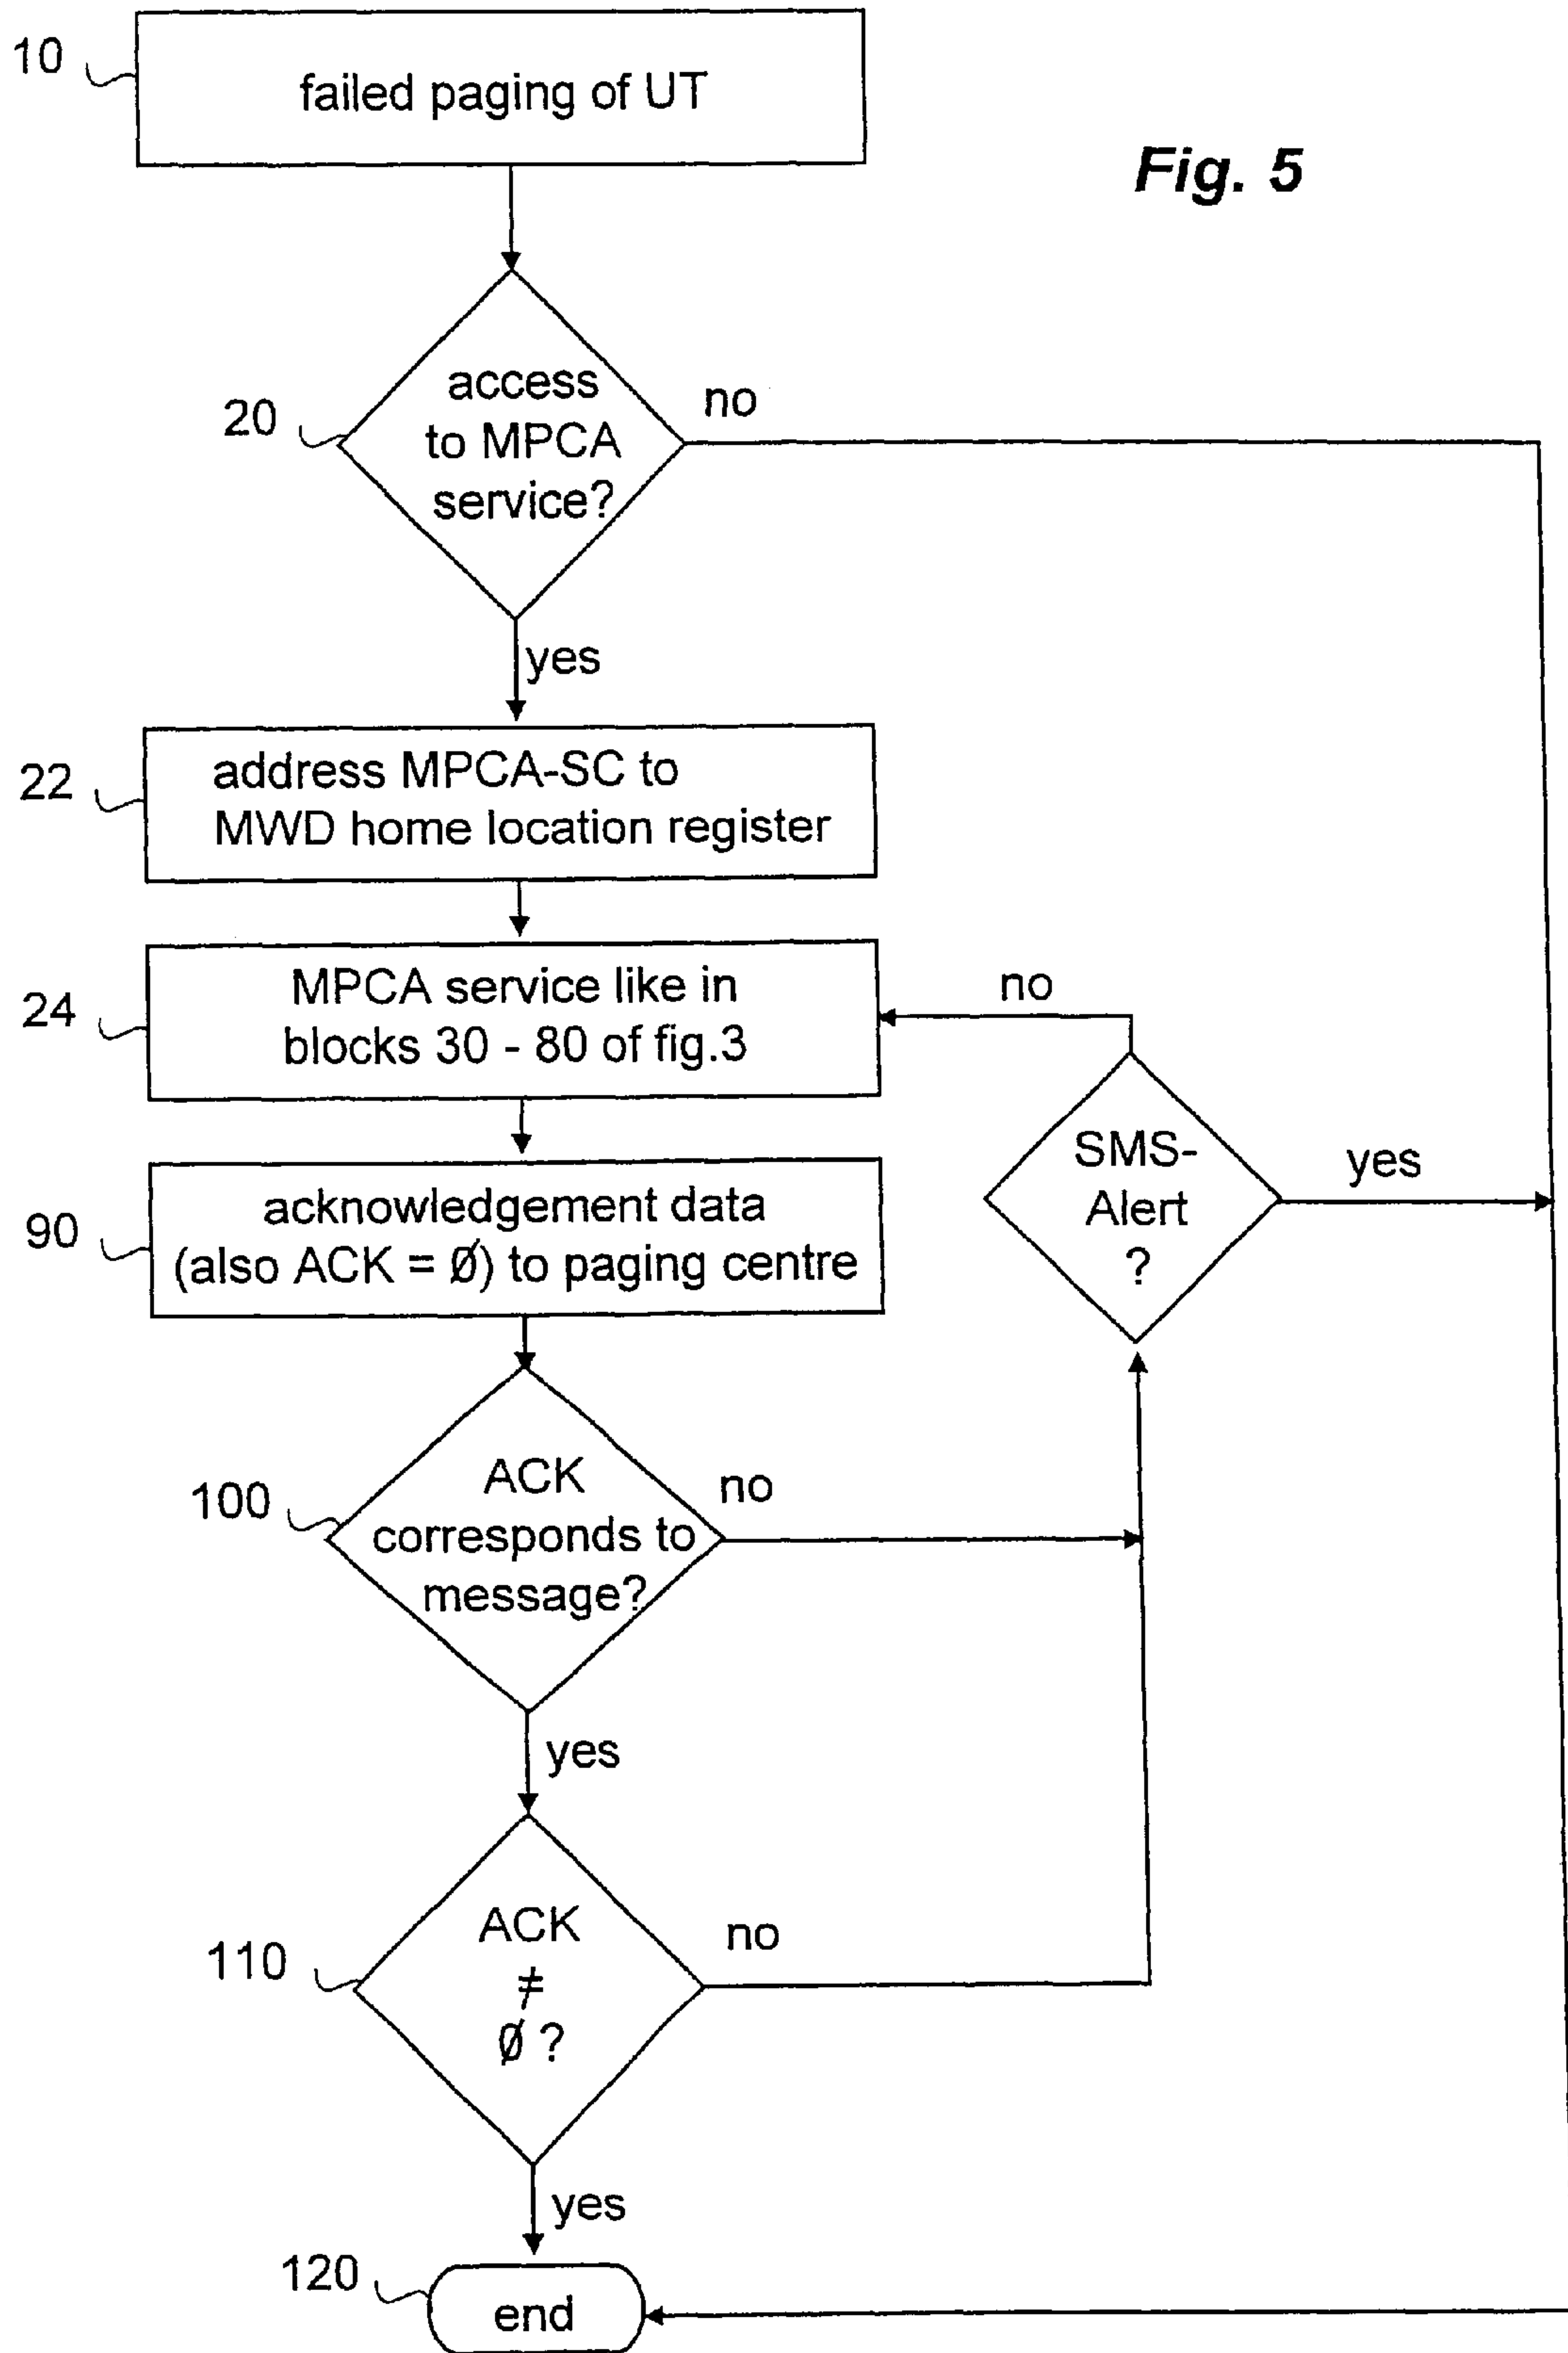 10
failed paging of UT
Fig. 5
20
access
to MPCA
service?
no
yes
22
address MPCA-SC to
MWD home location register
24
MPCA service like in
blocks 30 - 80 of fig.3
no
90
acknowledgement data
(also ACK = Ø) to paging centre
SMS-
Alert
?
yes
100
ACK
corresponds to
message?
no
yes
110
ACK
≠
Ø ?
no
yes
120
end